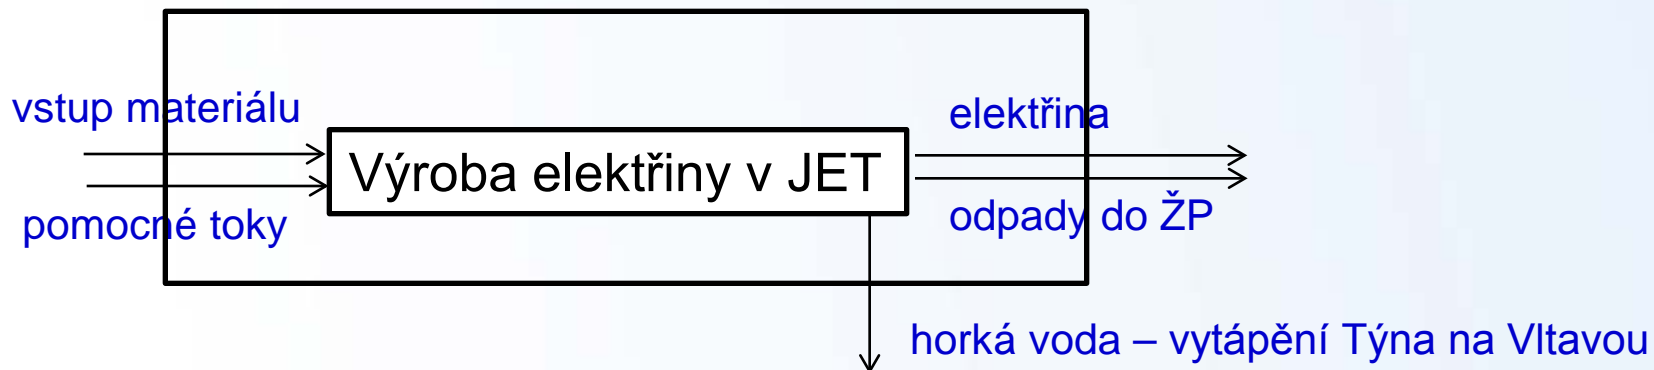 vstup materiálu
elektřina
Výroba elektřiny v JET
pomocné toky
odpady do ŽP
horká voda – vytápění Týna na Vltavou